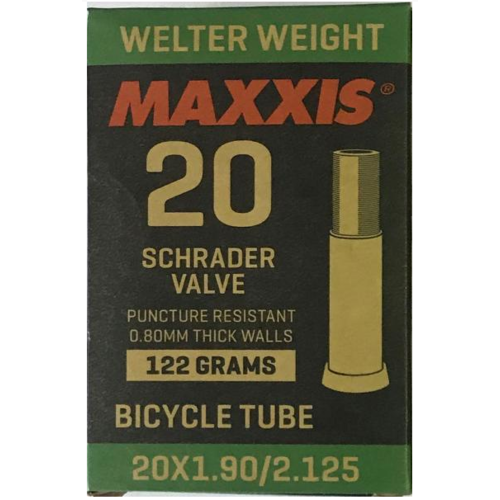 WELTER WEIGHT
MAXXIS®
20
SCHRADER
VALVE
PUNCTURE RESISTANT
0.80MM THICK WALLS
122 GRAMS
BICYCLE TUBE
20X1.90/2.125